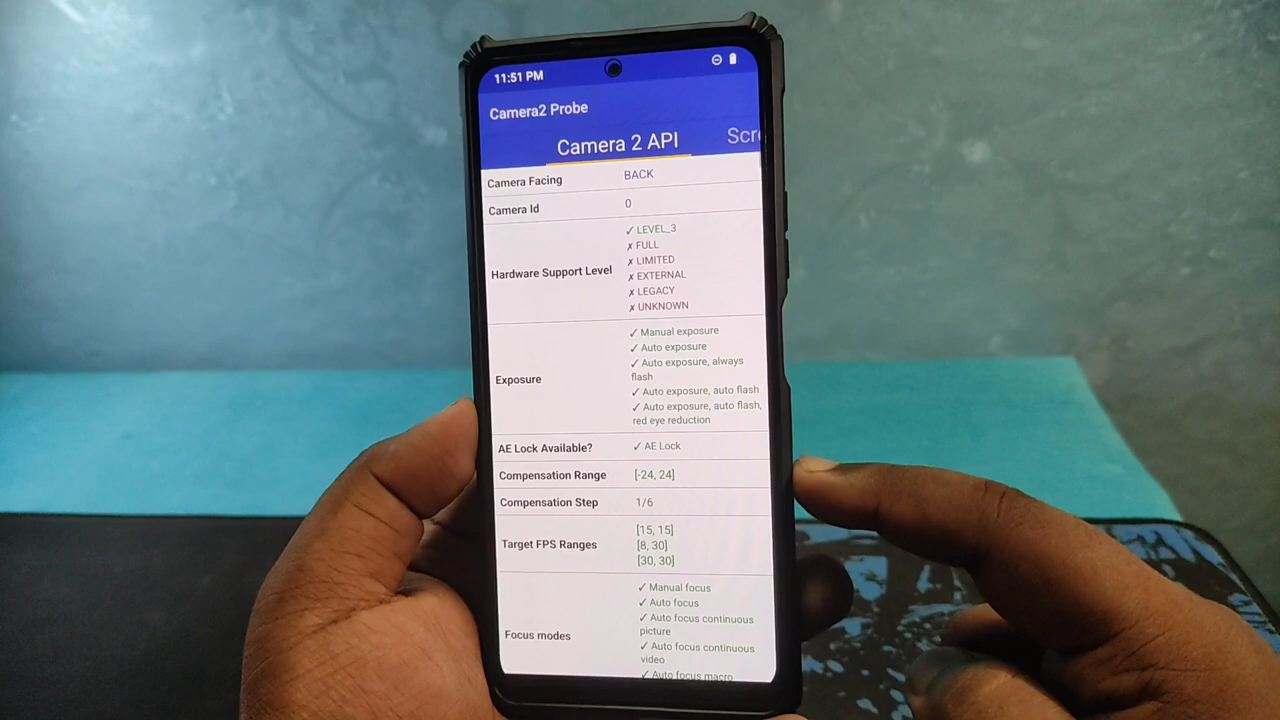 11:51 PM
Camera2 Probe
Camera 2 API Scr
Camera Facing BACK
Camera Id 0
Hardware Support Level
✓ LEVEL_3
✗ FULL
✗ LIMITED
✗ EXTERNAL
✗ LEGACY
✗ UNKNOWN
Exposure
✓ Manual exposure
✓ Auto exposure
✓ Auto exposure, always
flash
✓ Auto exposure, auto flash
✓ Auto exposure, auto flash,
red eye reduction
AE Lock Available? ✓ AE Lock
Compensation Range [-24, 24]
Compensation Step 1/6
Target FPS Ranges
[15, 15]
[8, 30]
[30, 30]
Focus modes
✓ Manual focus
✓ Auto focus
✓ Auto focus continuous
picture
✓ Auto focus continuous
video
✓ Auto focus macro